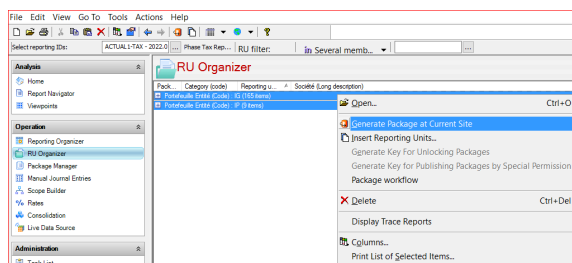 File Edit View Go To Tools Actions Help
Select reporting IDs: ACTUAL1-TAX - 2022.0 ... Phase Tax Rep... RU filter: in Several memb... ...
Analysis
Home
Report Navigator
Viewpoints
Operation
Reporting Organizer
RU Organizer
Package Manager
Manual Journal Entries
Scope Builder
Rates
Consolidation
Live Data Source
Administration
Task List
RU Organizer
Pack... Category (code) Reporting u... Société (Long description)
Portefeuille Entité (Code) : IG (165 items)
Portefeuille Entité (Code) : IP (9 items)
Open... Ctrl+O
Generate Package at Current Site
Insert Reporting Units...
Generate Key For Unlocking Packages
Generate Key for Publishing Packages by Special Permission
Package workflow
Delete Ctrl+Del
Display Trace Reports
Columns...
Print List of Selected Items...